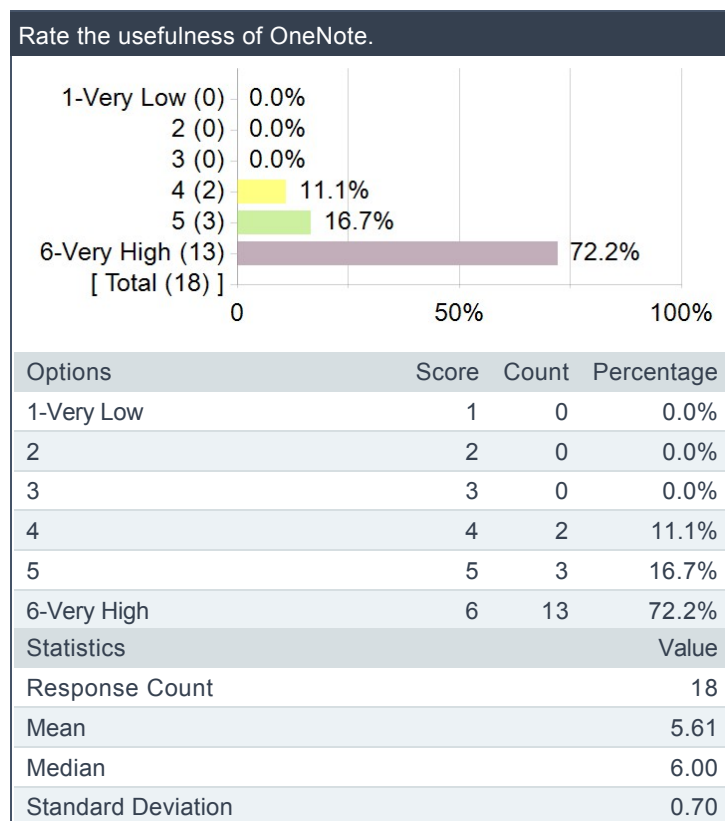 Rate the usefulness of OneNote.
1-Very Low (0) 0.0%
2 (0) 0.0%
3 (0) 0.0%
4 (2) 11.1%
5 (3) 16.7%
6-Very High (13) 72.2%
[ Total (18) ]
0 50% 100%
Options Score Count Percentage
1-Very Low 1 0 0.0%
2 2 0 0.0%
3 3 0 0.0%
4 4 2 11.1%
5 5 3 16.7%
6-Very High 6 13 72.2%
Statistics Value
Response Count 18
Mean 5.61
Median 6.00
Standard Deviation 0.70